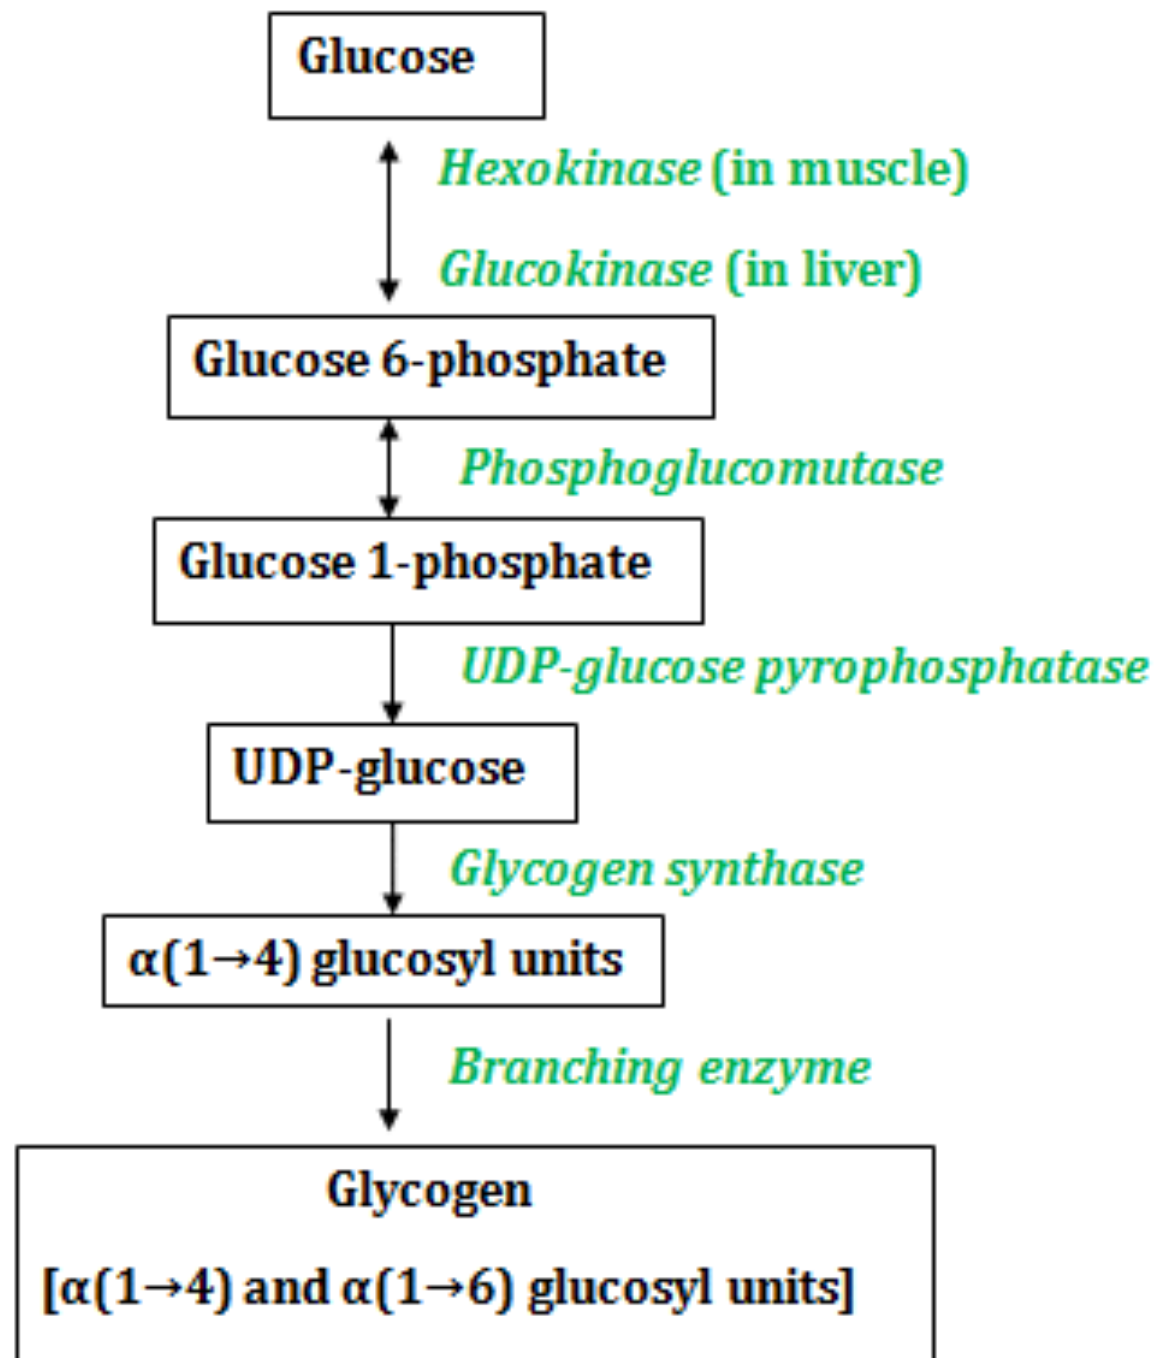 Glucose
Hexokinase (in muscle)
Glucokinase (in liver)
Glucose 6-phosphate
Phosphoglucomutase
Glucose 1-phosphate
UDP-glucose pyrophosphatase
UDP-glucose
Glycogen synthase
α(1→4) glucosyl units
Branching enzyme
Glycogen
[α(1→4) and α(1→6) glucosyl units]